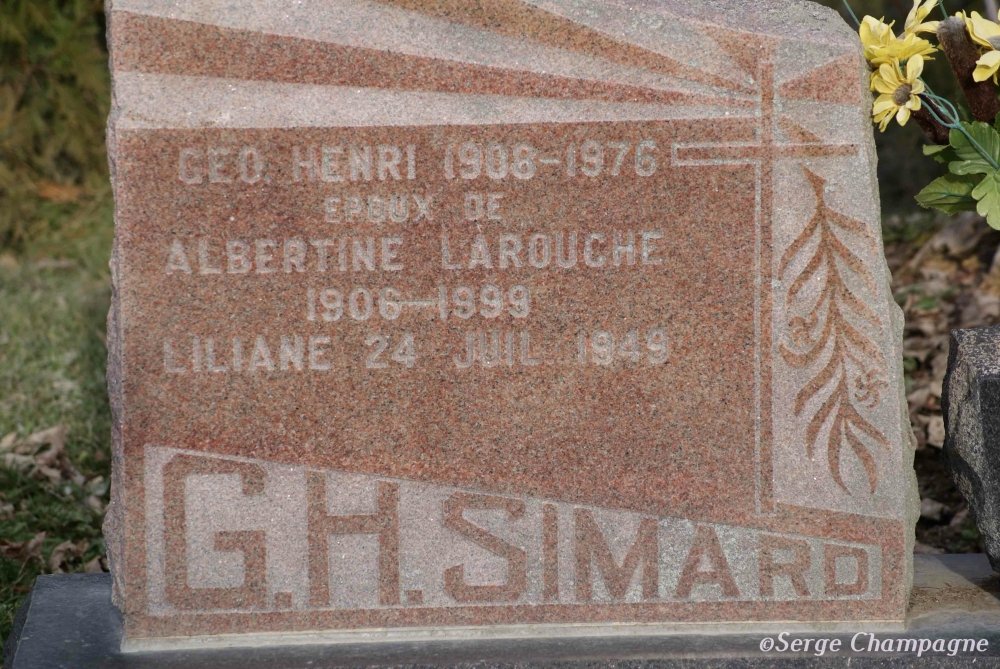 GEO. HENRI 1908-1976
EPOUX DE
ALBERTINE LAROUCHE
1906-1999
LILIANE 24 JUIL 1949
G.H. SIMARD
©Serge Champagne